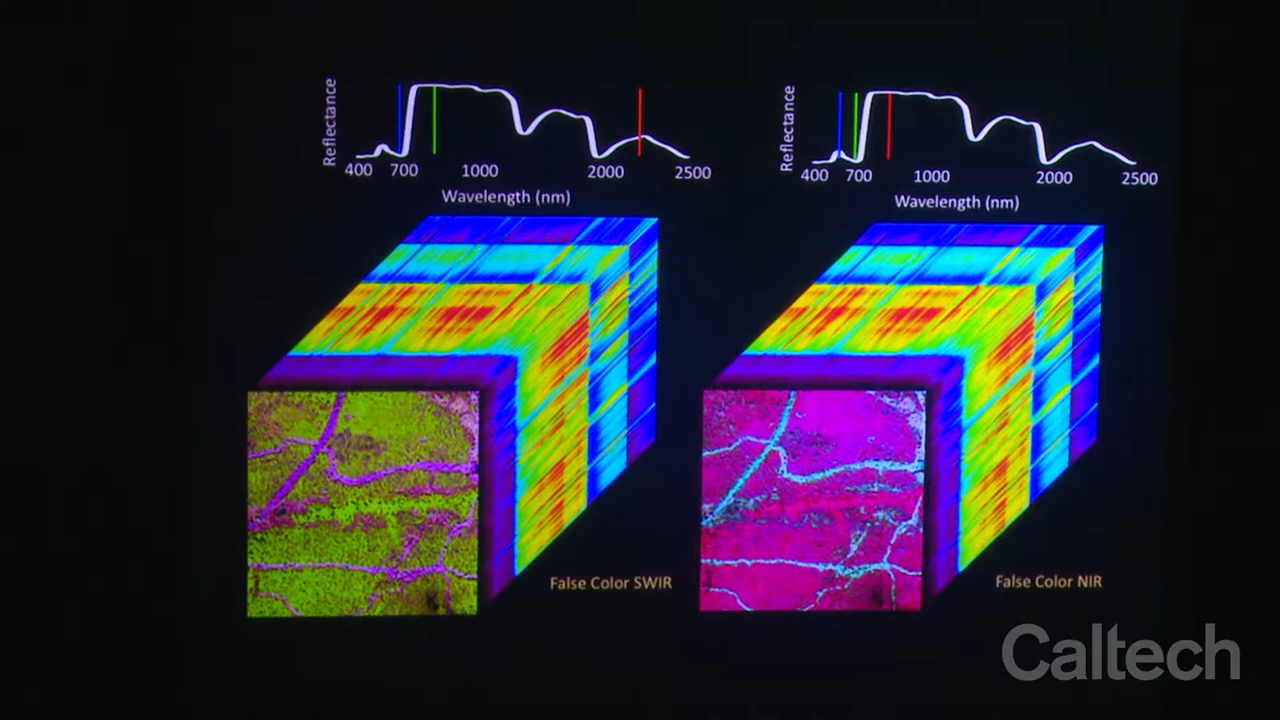 Reflectance
400 700 1000 2000 2500
Wavelength (nm)
Reflectance
400 700 1000 2000 2500
Wavelength (nm)
False Color SWIR
False Color NIR
Caltech